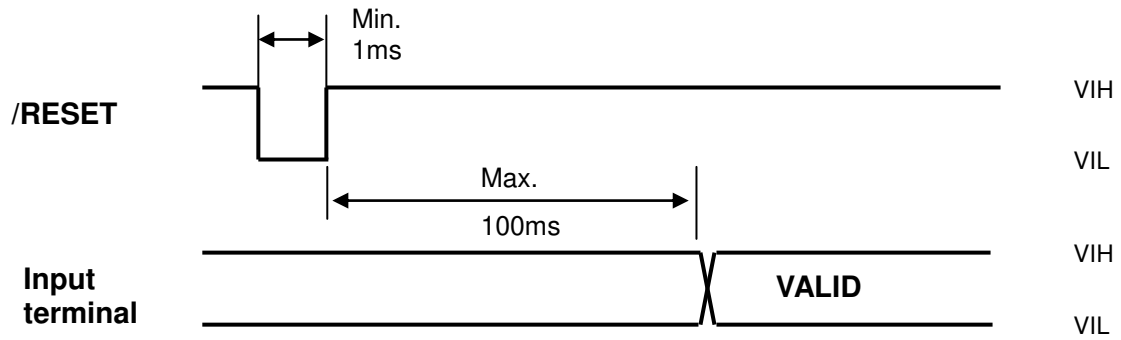 Min.
1ms
/RESET
VIH
VIL
Max.
100ms
Input
terminal
VALID
VIH
VIL